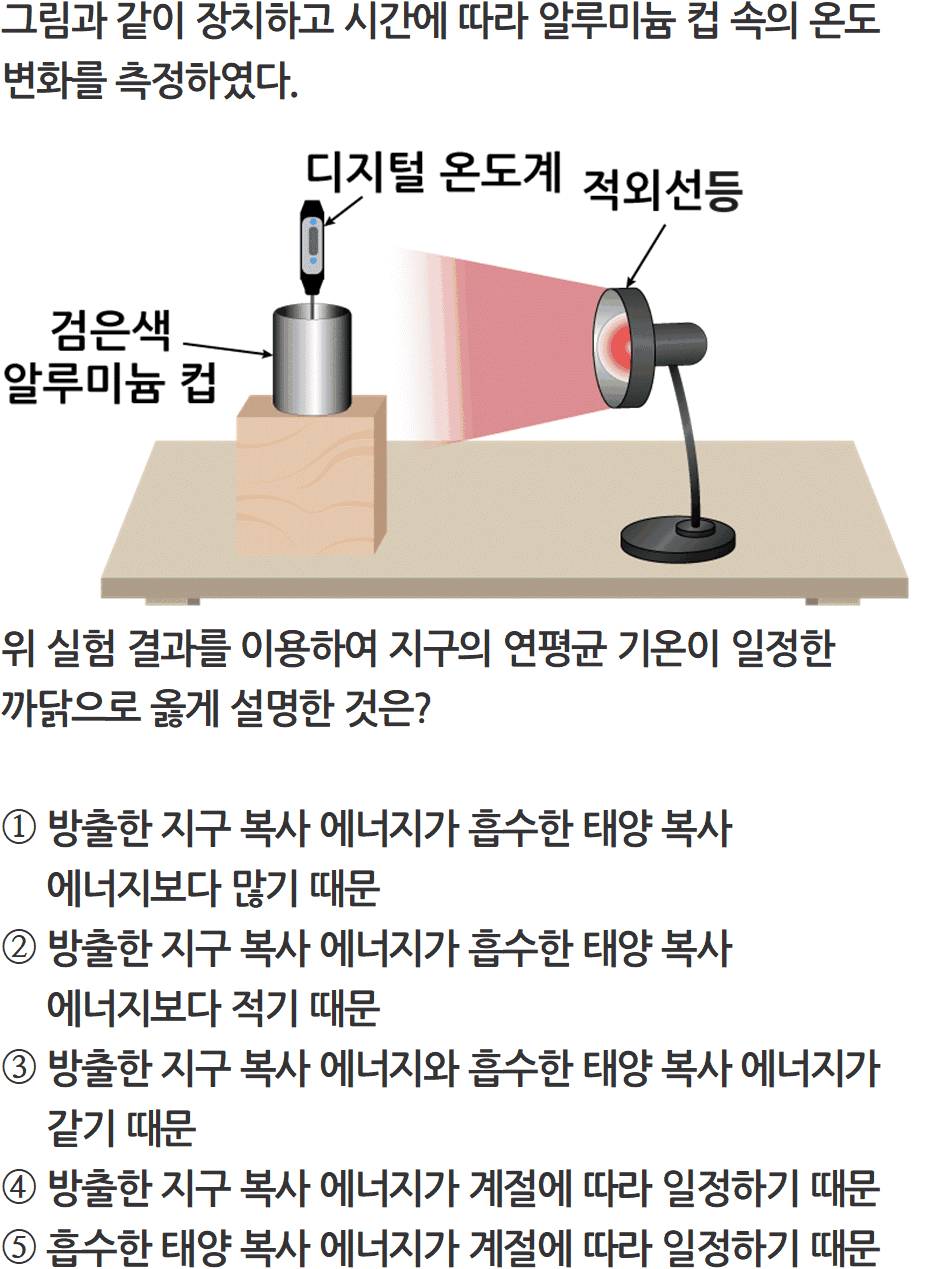 그림과 같이 장치하고 시간에 따라 알루미늄 컵 속의 온도
변화를 측정하였다.
디지털 온도계
적외선등
검은색
알루미늄 컵
위 실험 결과를 이용하여 지구의 연평균 기온이 일정한
까닭으로 옳게 설명한 것은?
① 방출한 지구 복사 에너지가 흡수한 태양 복사
에너지보다 많기 때문
② 방출한 지구 복사 에너지가 흡수한 태양 복사
에너지보다 적기 때문
③ 방출한 지구 복사 에너지와 흡수한 태양 복사 에너지가
같기 때문
④ 방출한 지구 복사 에너지가 계절에 따라 일정하기 때문
⑤ 흡수한 태양 복사 에너지가 계절에 따라 일정하기 때문